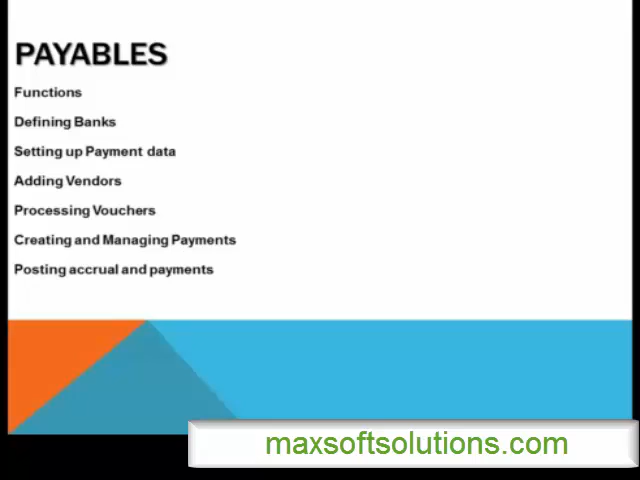 PAYABLES
Functions
Defining Banks
Setting up Payment data
Adding Vendors
Processing Vouchers
Creating and Managing Payments
Posting accrual and payments
maxsoftsolutions.com